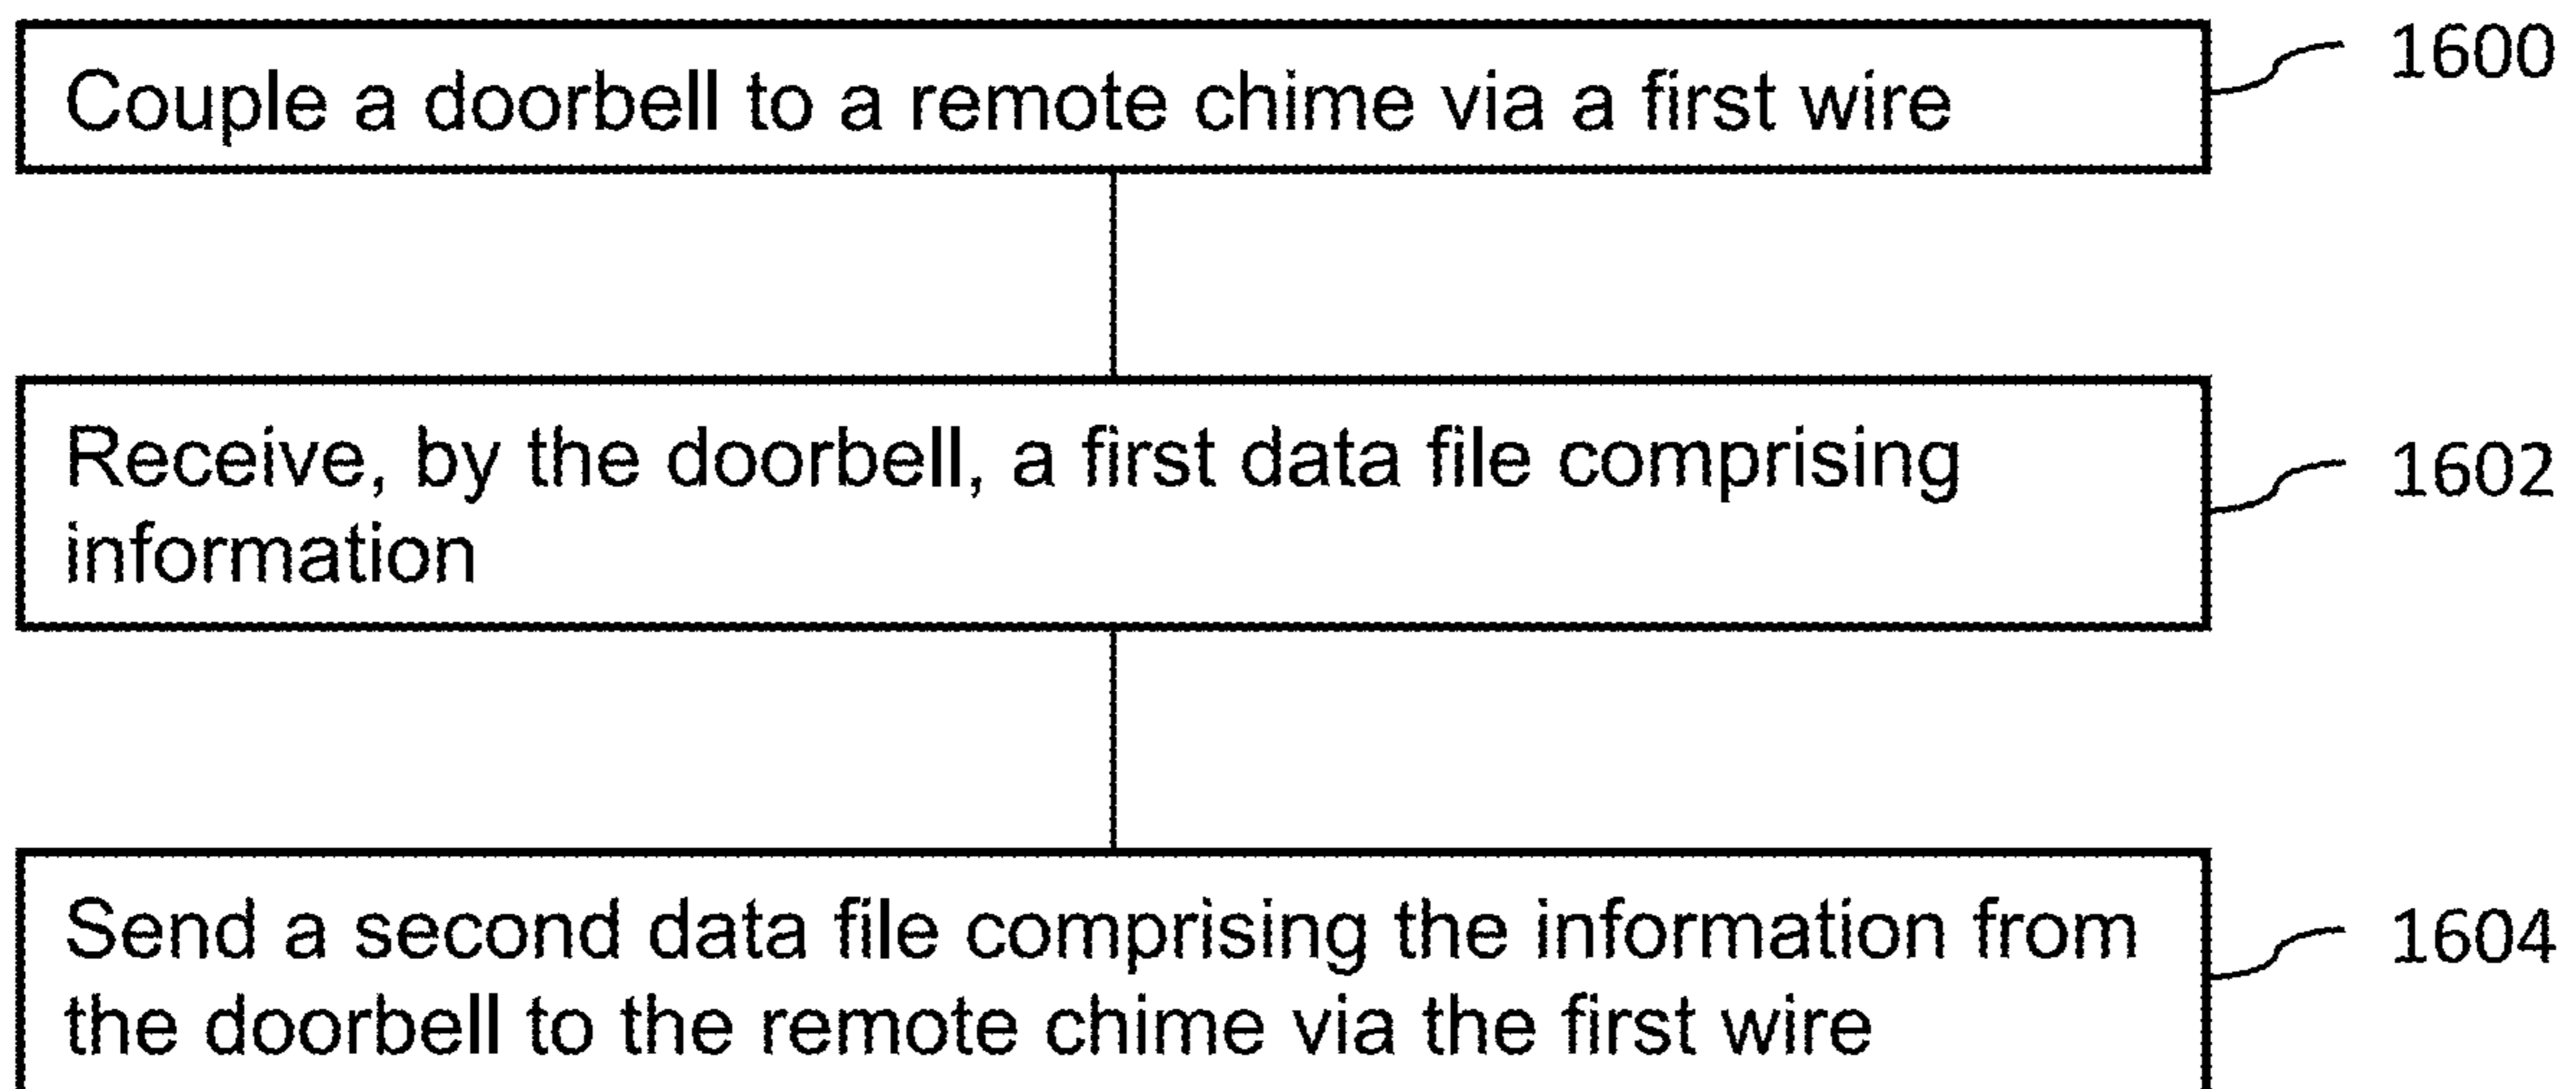 Couple a doorbell to a remote chime via a first wire
1600
Receive, by the doorbell, a first data file comprising
information
1602
Send a second data file comprising the information from
the doorbell to the remote chime via the first wire
1604